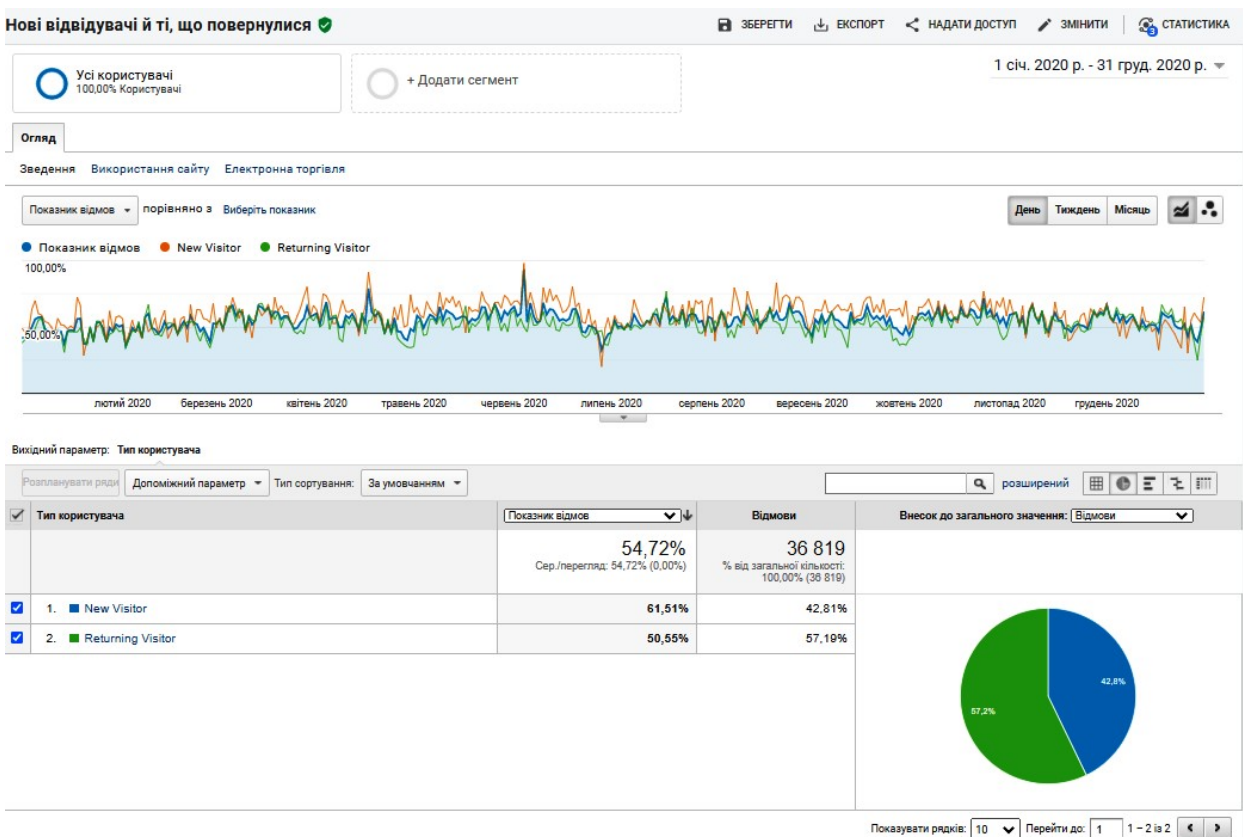 Нові відвідувачі й ті, що повернулися
ЗБЕРЕГТИ ЕКСПОРТ НАДАТИ ДОСТУП ЗМІНИТИ 3 СТАТИСТИКА
Усі користувачі
100,00% Користувачі
+ Додати сегмент
1 січ. 2020 р. - 31 груд. 2020 р.
Огляд
Зведення Використання сайту Електронна торгівля
Показник відмов порівняно з Виберіть показник
День Тиждень Місяць
Показник відмов New Visitor Returning Visitor
100,00%
50,00%
лютий 2020 березень 2020 квітень 2020 травень 2020 червень 2020 липень 2020 серпень 2020 вересень 2020 жовтень 2020 листопад 2020 грудень 2020
Вихідний параметр: Тип користувача
Розпланувати ряди Допоміжний параметр Тип сортування: За умовчанням розширений
Тип користувача Показник відмов Відмови Внесок до загального значення: Відмови
54,72% 36 819
Сер./перегляд: 54,72% (0,00%) % від загальної кількості:
100,00% (36 819)
1. New Visitor 61,51% 42,81%
2. Returning Visitor 50,55% 57,19%
42,8%
57,2%
Показувати рядків: 10 Перейти до: 1 1 – 2 із 2